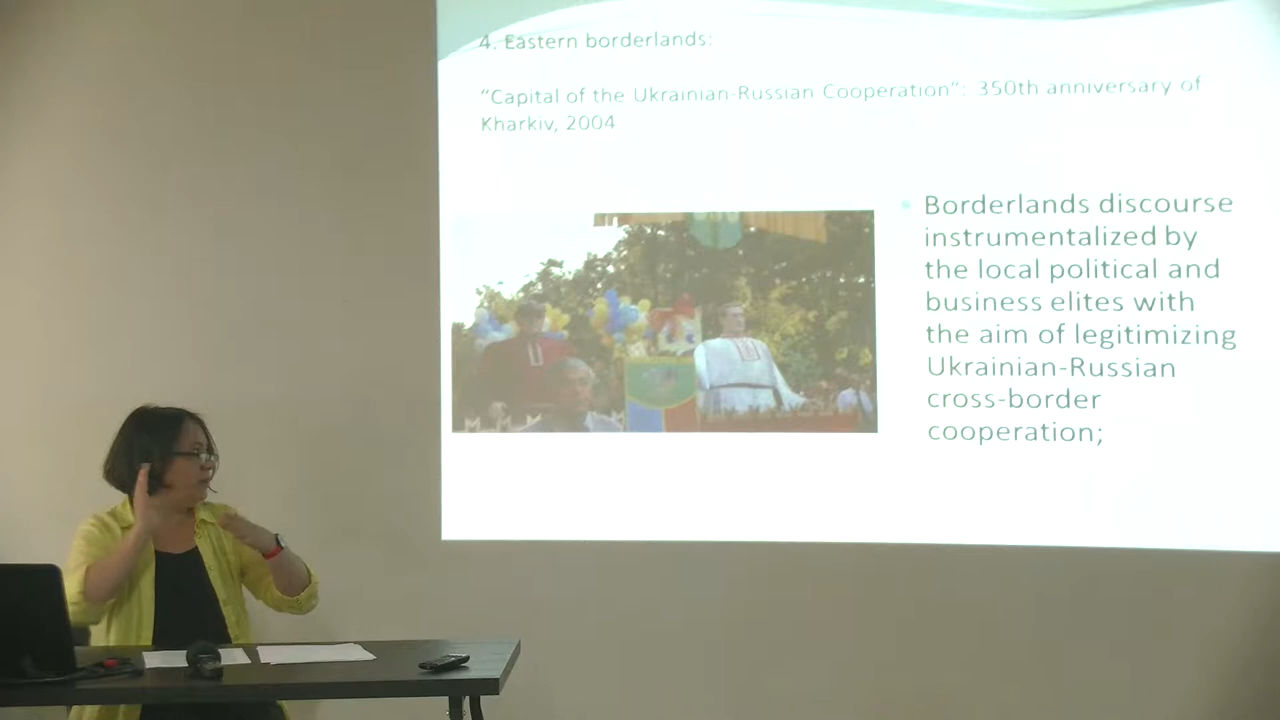 4. Eastern borderlands:
“Capital of the Ukrainian-Russian Cooperation”: 350th anniversary of
Kharkiv, 2004
Borderlands discourse
instrumentalized by
the local political and
business elites with
the aim of legitimizing
Ukrainian-Russian
cross-border
cooperation;